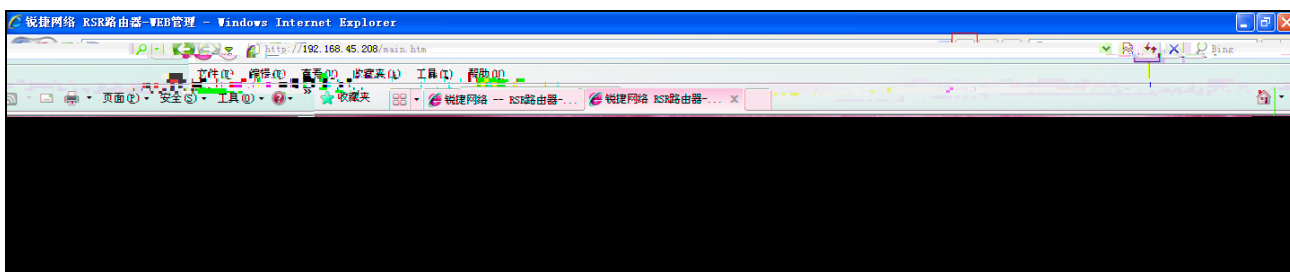 锐捷网络 RSR路由器-WEB管理 - Windows Internet Explorer
http://192.168.45.208/main.htm Bing
文件(F) 编辑(E) 查看(V) 收藏夹(A) 工具(T) 帮助(H)
页面(P) 安全(S) 工具(O) » 收藏夹 锐捷网络 -- RSR路由器-... 锐捷网络 RSR路由器-... X